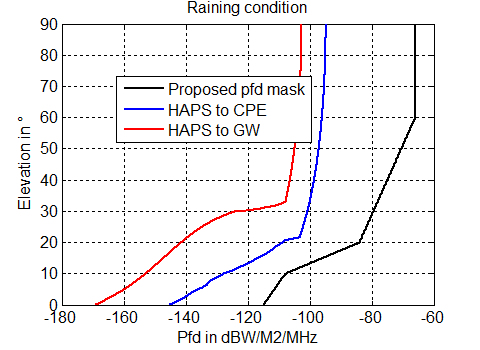 Raining condition
90
80
70
60
50
40
30
20
10
0
Elevation in °
Proposed pfd mask
HAPS to CPE
HAPS to GW
-180 -160 -140 -120 -100 -80 -60
Pfd in dBW/M2/MHz